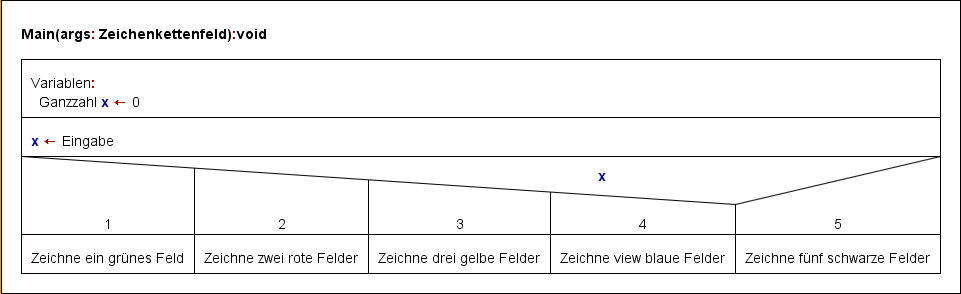 Main(args: Zeichenkettenfeld):void
Variablen:
Ganzzahl x ← 0
x ← Eingabe
x
1 2 3 4 5
Zeichne ein grünes Feld Zeichne zwei rote Felder Zeichne drei gelbe Felder Zeichne view blaue Felder Zeichne fünf schwarze Felder